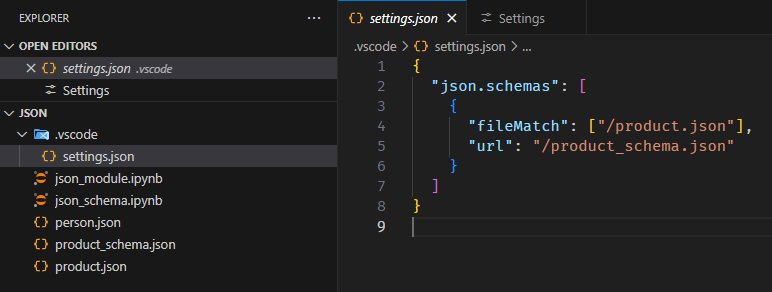 EXPLORER
...
OPEN EDITORS
settings.json .vscode
Settings
JSON
.vscode
settings.json
json_module.ipynb
json_schema.ipynb
person.json
product_schema.json
product.json
{} settings.json Settings
.vscode > {} settings.json > ...
1 {
2   "json.schemas": [
3     {
4       "fileMatch": ["/product.json"],
5       "url": "/product_schema.json"
6     }
7   ]
8 }
9